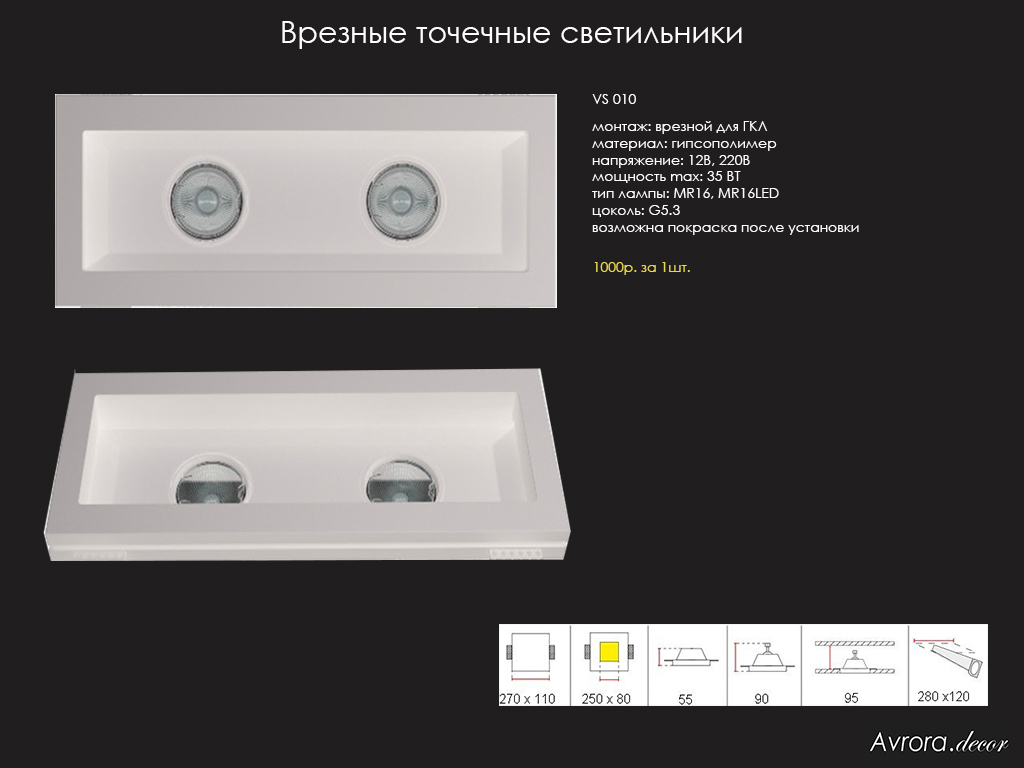 Врезные точечные светильники
VS 010
монтаж: врезной для ГКЛ
материал: гипсополимер
напряжение: 12В, 220В
мощность max: 35 ВТ
тип лампы: MR16, MR16LED
цоколь: G5.3
возможна покраска после установки
1000р. за 1шт.
270 x 110
250 x 80
55
90
95
280 x120
Avrora.decor